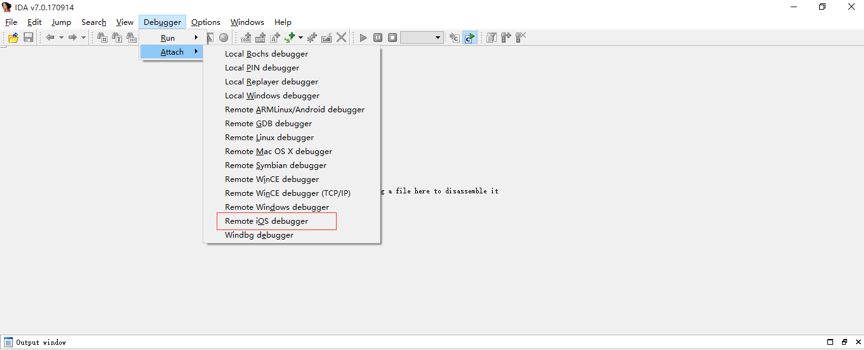 IDA v7.0.170914
File Edit Jump Search View Debugger Options Windows Help
Run
Attach
Local Bochs debugger
Local PIN debugger
Local Replayer debugger
Local Windows debugger
Remote ARMLinux/Android debugger
Remote GDB debugger
Remote Linux debugger
Remote Mac OS X debugger
Remote Symbian debugger
Remote WinCE debugger
Remote WinCE debugger (TCP/IP)
Remote Windows debugger
Remote iOS debugger
Windbg debugger
g a file here to disassemble it
Output window